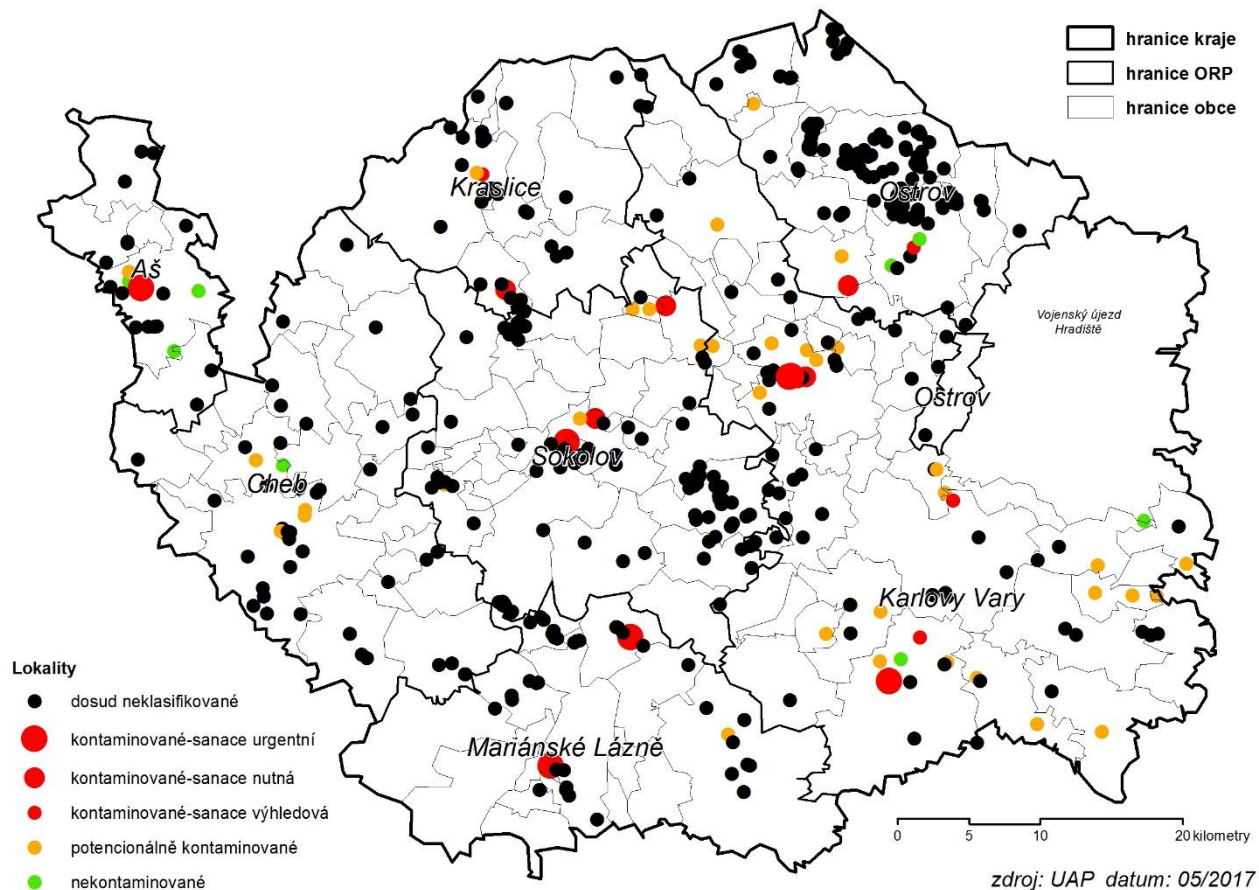 hranice kraje
hranice ORP
hranice obce
Kraslice
Ostrov
Aš
Vojenský újezd
Hradiště
Ostrov
Sokolov
Cheb
Karlovy Vary
Mariánské Lázně
Lokality
dosud neklasifikované
kontaminované-sanace urgentní
kontaminované-sanace nutná
kontaminované-sanace výhledová
potencionálně kontaminované
nekontaminované
0 5 10 20 kilometry
zdroj: UAP datum: 05/2017